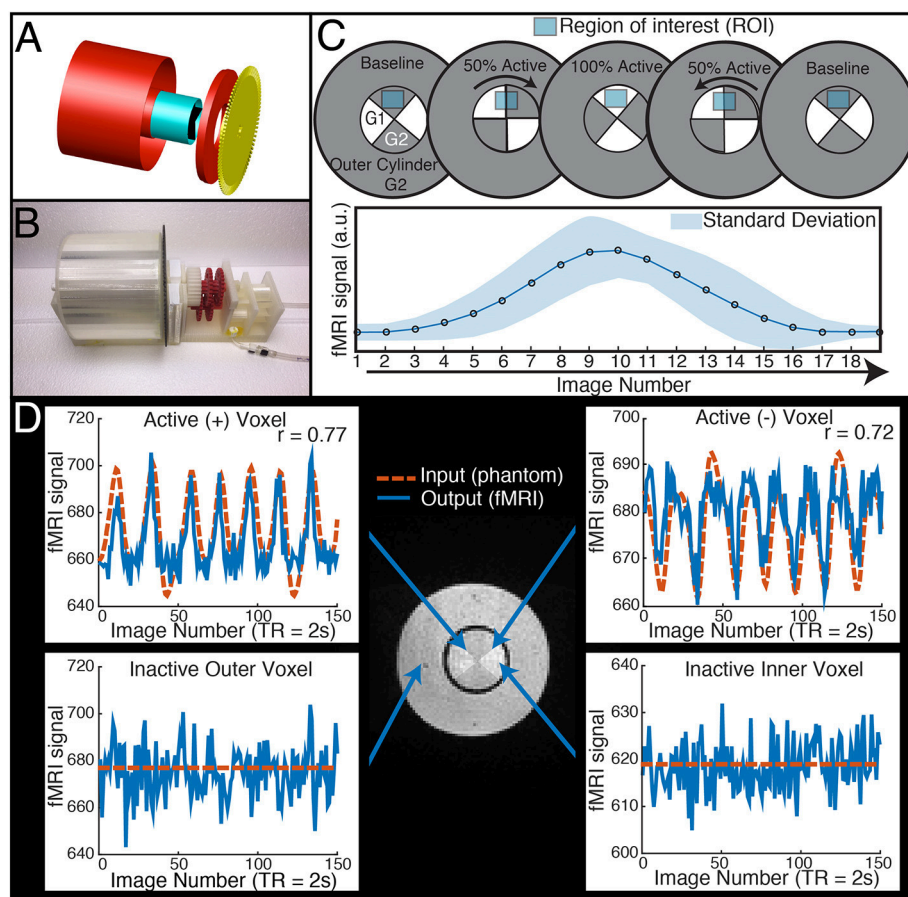 A
B
C
Region of interest (ROI)
Baseline
50% Active
100% Active
50% Active
Baseline
G1
G2
Outer Cylinder
G2
fMRI signal (a.u.)
Standard Deviation
1 2 3 4 5 6 7 8 9 10 11 12 13 14 15 16 17 18
Image Number
D
Active (+) Voxel
r = 0.77
fMRI signal
720
700
680
660
640
0 50 100 150
Image Number (TR = 2s)
Input (phantom)
Output (fMRI)
Active (-) Voxel
r = 0.72
fMRI signal
700
690
680
670
660
0 50 100 150
Image Number (TR = 2s)
Inactive Outer Voxel
fMRI signal
720
700
680
660
640
0 50 100 150
Image Number (TR = 2s)
Inactive Inner Voxel
fMRI signal
640
630
620
610
600
0 50 100 150
Image Number (TR = 2s)